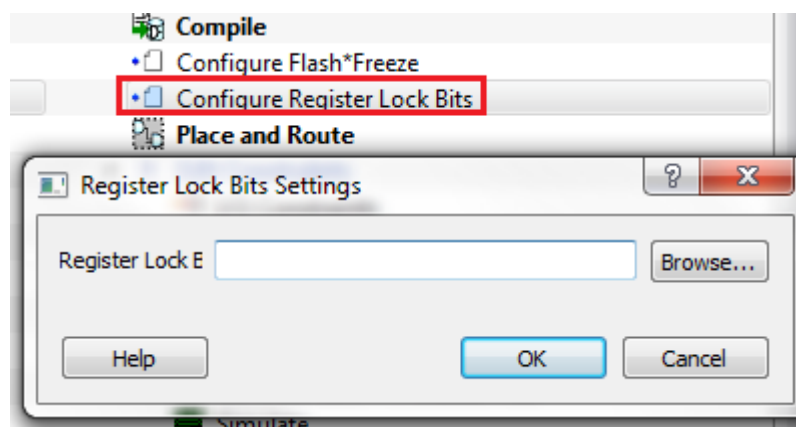 Compile
Configure Flash*Freeze
Configure Register Lock Bits
Place and Route
Register Lock Bits Settings
?
Register Lock B
Browse...
Help OK Cancel
Simulate